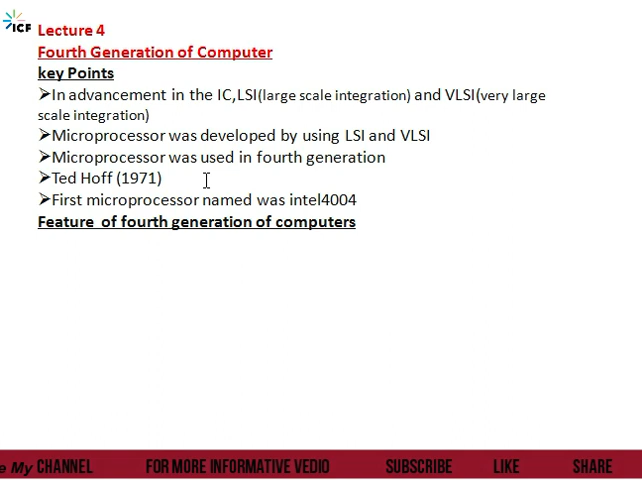 ICF
Lecture 4
Fourth Generation of Computer
key Points
➤In advancement in the IC,LSI(large scale integration) and VLSI(very large
scale integration)
➤Microprocessor was developed by using LSI and VLSI
➤Microprocessor was used in fourth generation
➤Ted Hoff (1971)
➤First microprocessor named was intel4004
Feature of fourth generation of computers
e My CHANNEL FOR MORE INFORMATIVE VEDIO SUBSCRIBE LIKE SHARE